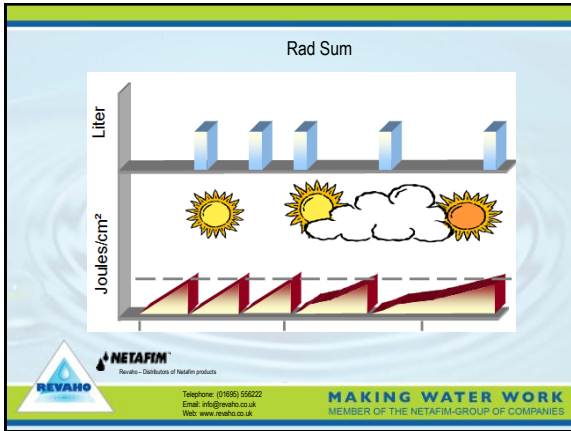 Rad Sum
Liter
Joules/cm²
NETAFIM™
Revaho – Distributors of Netafim products
REVAHO
Telephone: (01695) 556222
Email: info@revaho.co.uk
Web: www.revaho.co.uk
MAKING WATER WORK
MEMBER OF THE NETAFIM-GROUP OF COMPANIES